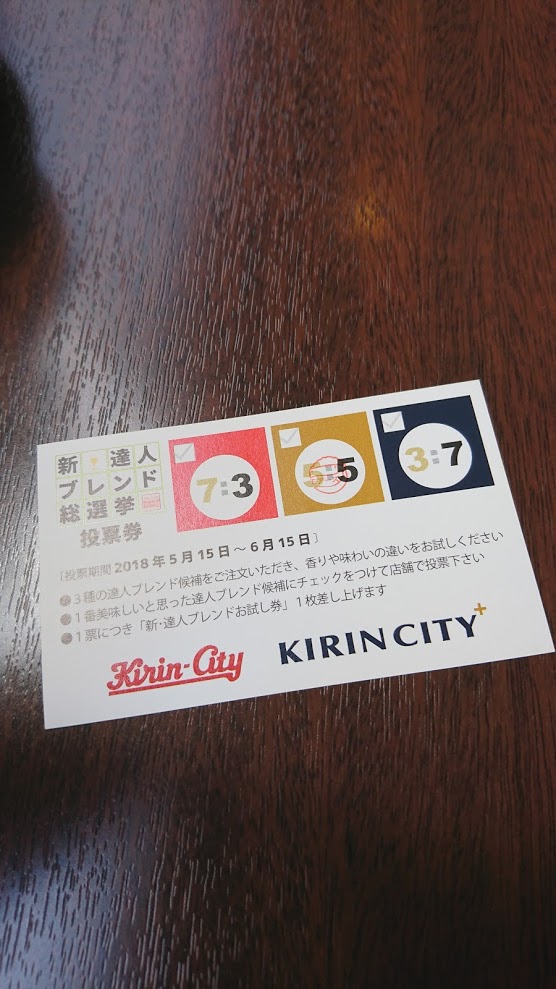 新 達人
ブレンド
総選挙
投票券
7:3
5:5
3:7
［投票期間 2018年5月15日～6月15日］
●3種の達人ブレンド候補をご注文いただき、香りや味わいの違いをお試しください
●1番美味しいと思った達人ブレンド候補にチェックをつけて店舗で投票下さい
●1票につき「新・達人ブレンドお試し券」1枚差し上げます
Kirin-City
KIRIN CITY+